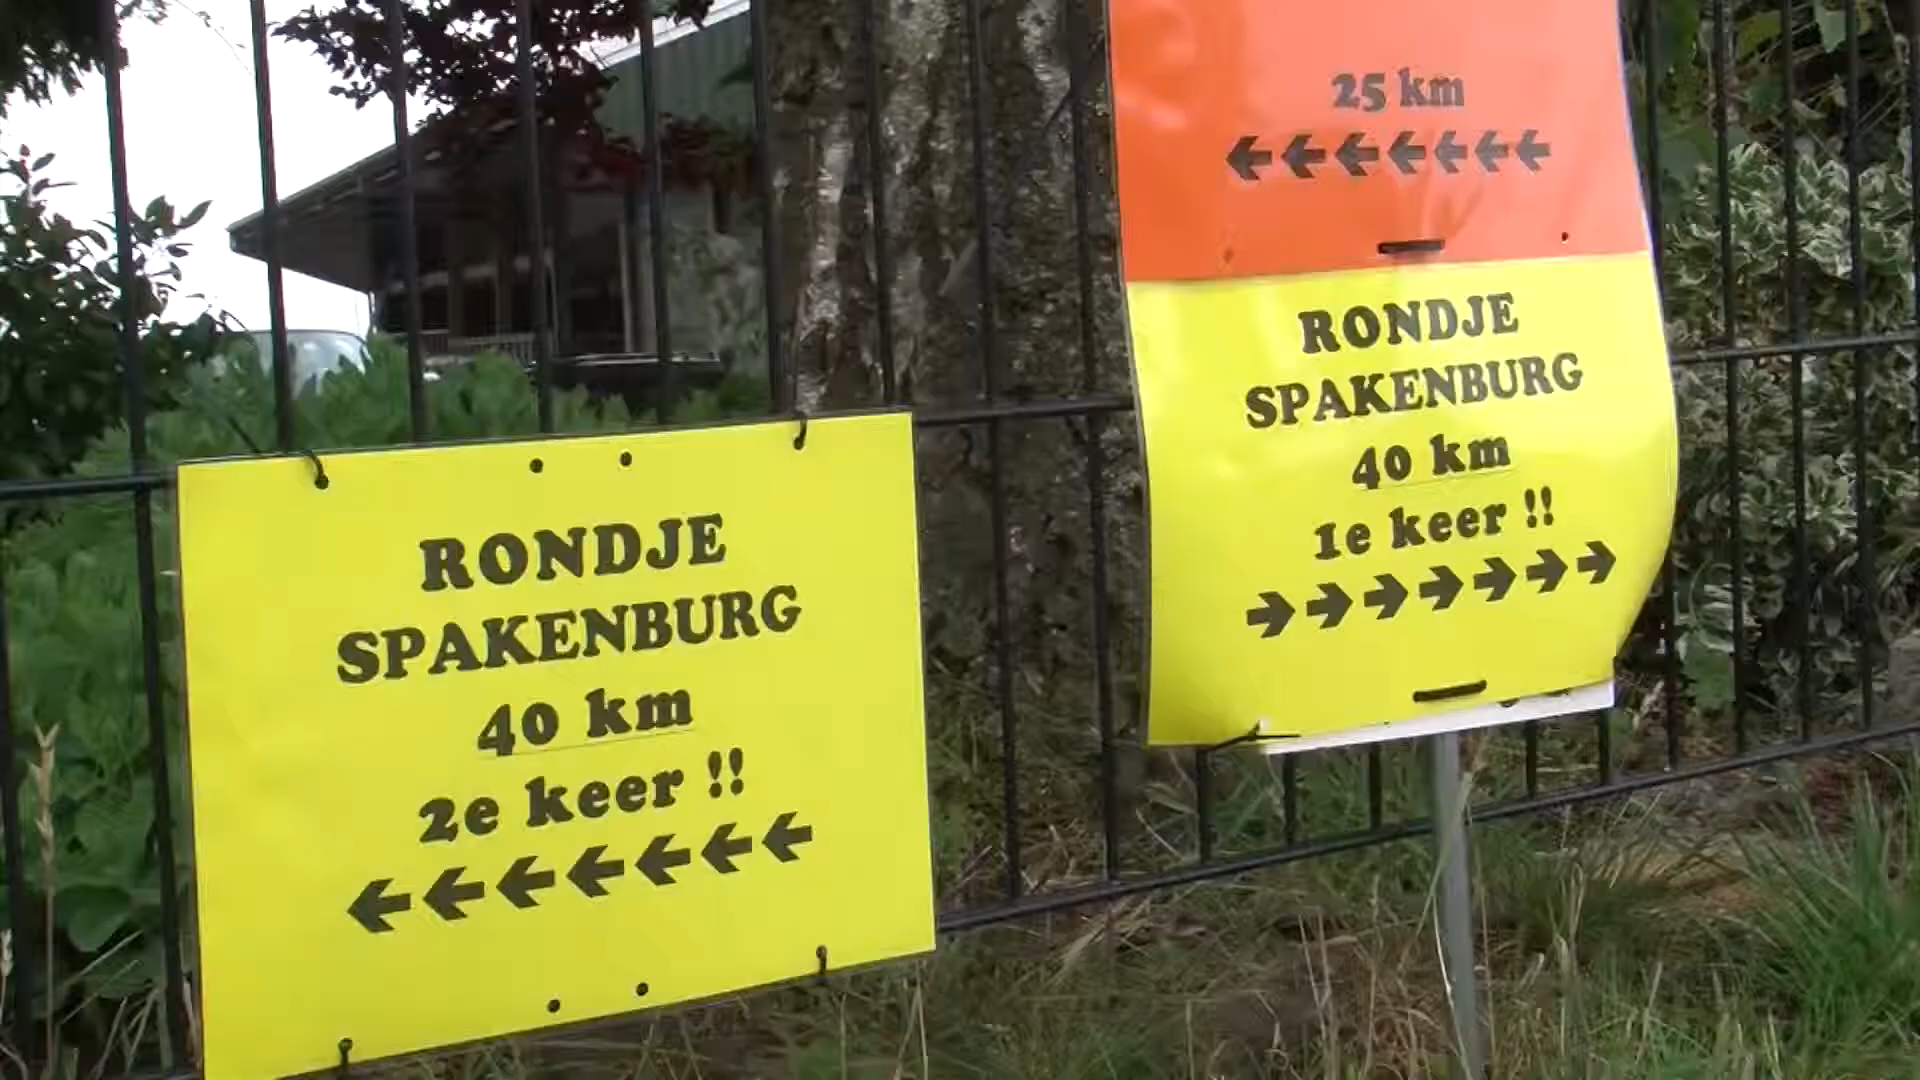 RONDJE
SPAKENBURG
40 km
2e keer !!
←←←←←←←
25 km
←←←←←←←
RONDJE
SPAKENBURG
40 km
1e keer !!
→→→→→→→